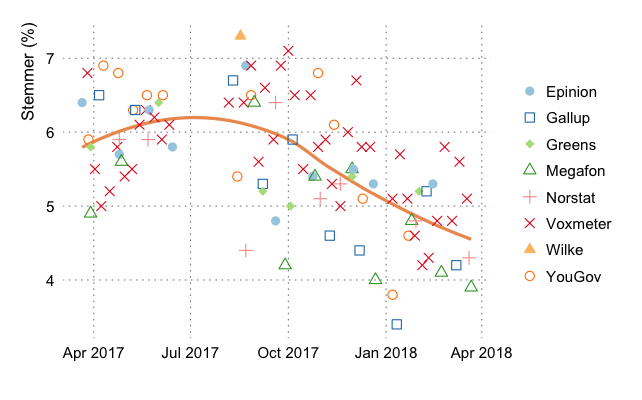 Stemmer (%)
7
6
5
4
Apr 2017
Jul 2017
Oct 2017
Jan 2018
Apr 2018
Epinion
Gallup
Greens
Megafon
Norstat
Voxmeter
Wilke
YouGov